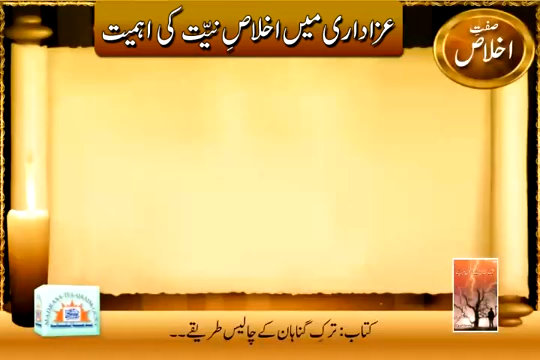 عزاداری میں اخلاصِ نیّت کی اہمیت
صفت
اخلاص
کتاب: ترکِ گناہان کے چالیس طریقے۔۔